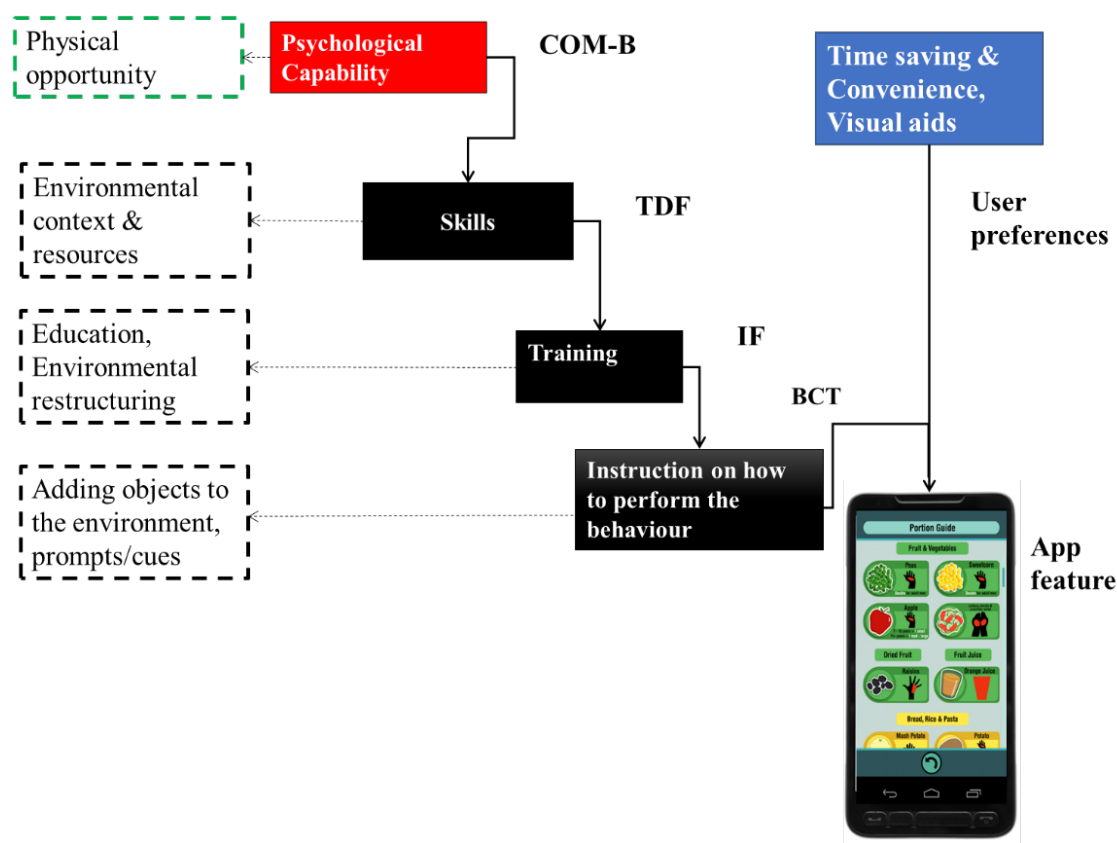 Physical
opportunity
Psychological
Capability
COM-B
Time saving &
Convenience,
Visual aids
Environmental
context &
resources
Skills
TDF
User
preferences
Education,
Environmental
restructuring
Training
IF
BCT
Adding objects to
the environment,
prompts/cues
Instruction on how
to perform the
behaviour
App
feature
Portion Guide
Fruit & Vegetables
Peas
Sweetcorn
Apple
Dried Fruit
Fruit Juice
Raisins
Orange Juice
Bread, Rice & Pasta
Mash Potato
Potato